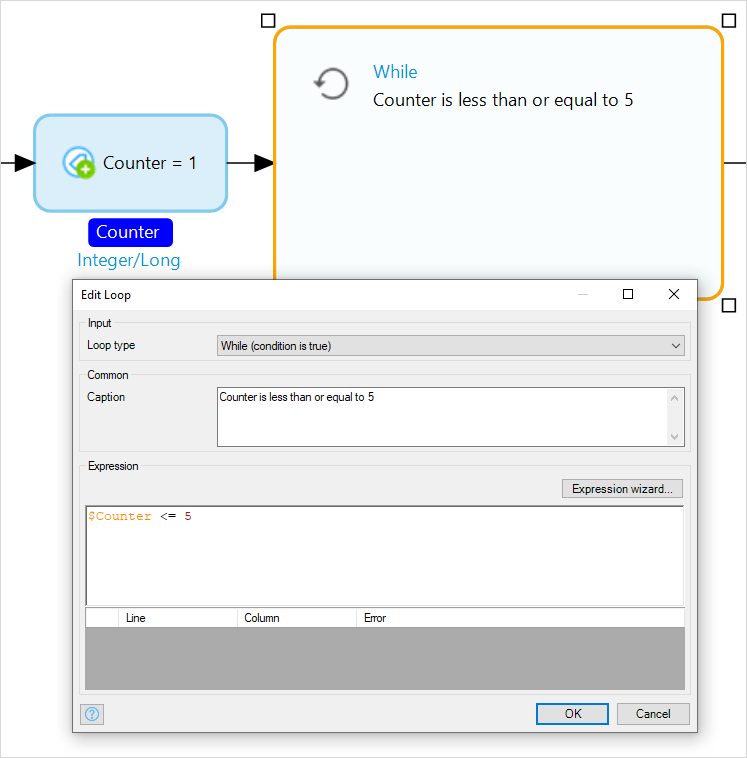 While
Counter is less than or equal to 5
Counter = 1
Counter
Integer/Long
Edit Loop
Input
Loop type
While (condition is true)
Common
Caption
Counter is less than or equal to 5
Expression
Expression wizard...
$Counter <= 5
Line Column Error
?
OK Cancel